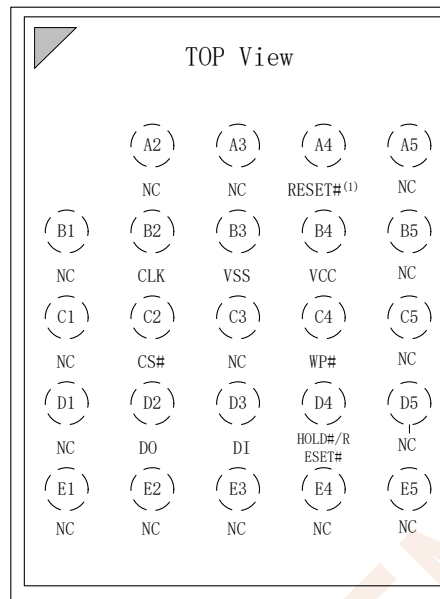 TOP View
A2 A3 A4 A5
NC NC RESET#(1) NC
B1 B2 B3 B4 B5
NC CLK VSS VCC NC
C1 C2 C3 C4 C5
NC CS# NC WP# NC
D1 D2 D3 D4 D5
NC DO DI HOLD#/R NC
ESET#
E1 E2 E3 E4 E5
NC NC NC NC NC